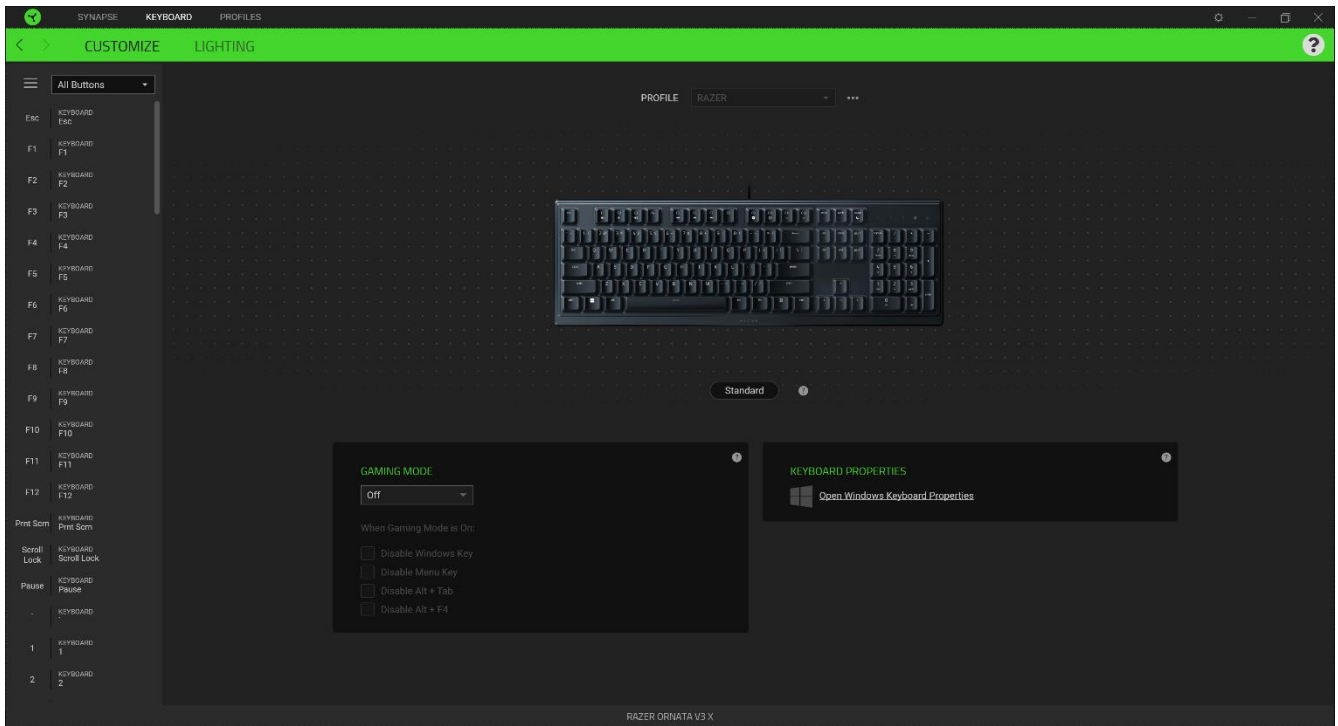 SYNAPSE KEYBOARD PROFILES
CUSTOMIZE LIGHTING
?
All Buttons
PROFILE RAZER
Esc KEYBOARD
Esc
F1 KEYBOARD
F1
F2 KEYBOARD
F2
F3 KEYBOARD
F3
F4 KEYBOARD
F4
F5 KEYBOARD
F5
F6 KEYBOARD
F6
F7 KEYBOARD
F7
F8 KEYBOARD
F8
F9 KEYBOARD
F9
F10 KEYBOARD
F10
F11 KEYBOARD
F11
F12 KEYBOARD
F12
Prnt Scrn KEYBOARD
Prnt Scrn
Scroll Lock KEYBOARD
Scroll Lock
Pause KEYBOARD
Pause
` KEYBOARD
`
1 KEYBOARD
1
2 KEYBOARD
2
Standard ?
GAMING MODE ?
Off
When Gaming Mode is On:
Disable Windows Key
Disable Menu Key
Disable Alt + Tab
Disable Alt + F4
KEYBOARD PROPERTIES ?
Open Windows Keyboard Properties
RAZER ORNATA V3 X